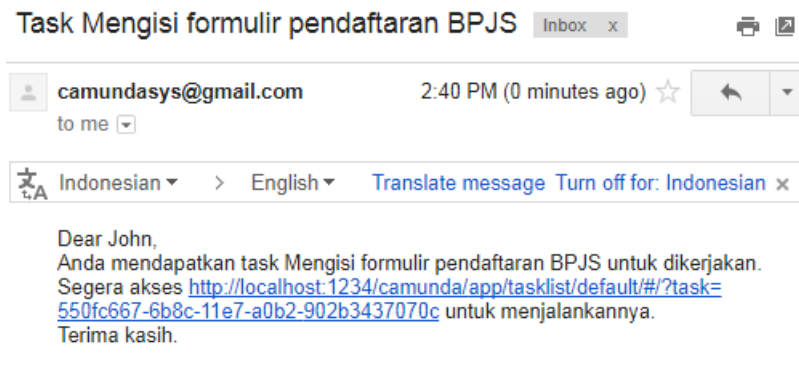 Task Mengisi formulir pendaftaran BPJS Inbox x
camundasys@gmail.com 2:40 PM (0 minutes ago)
to me
Indonesian > English Translate message Turn off for: Indonesian x
Dear John,
Anda mendapatkan task Mengisi formulir pendaftaran BPJS untuk dikerjakan.
Segera akses http://localhost:1234/camunda/app/tasklist/default/#/?task=
550fc667-6b8c-11e7-a0b2-902b3437070c untuk menjalankannya.
Terima kasih.